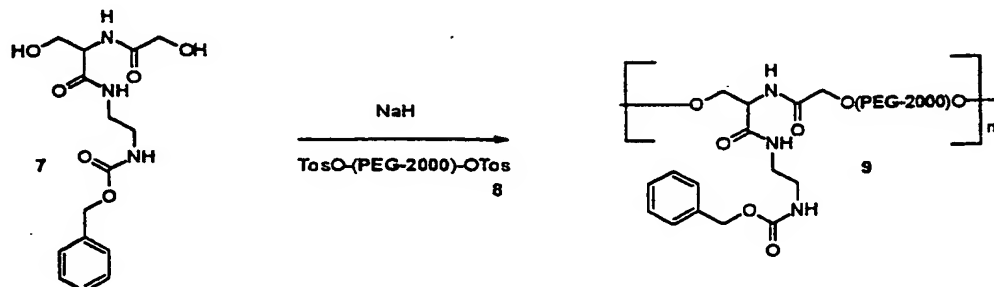 H
HO
N
OH
O
O
NH
NaH
TosO-(PEG-2000)-OTos
8
7
O
NH
O
H
O
N
O(PEG-2000)O
n
O
O
NH
9
O
NH
O